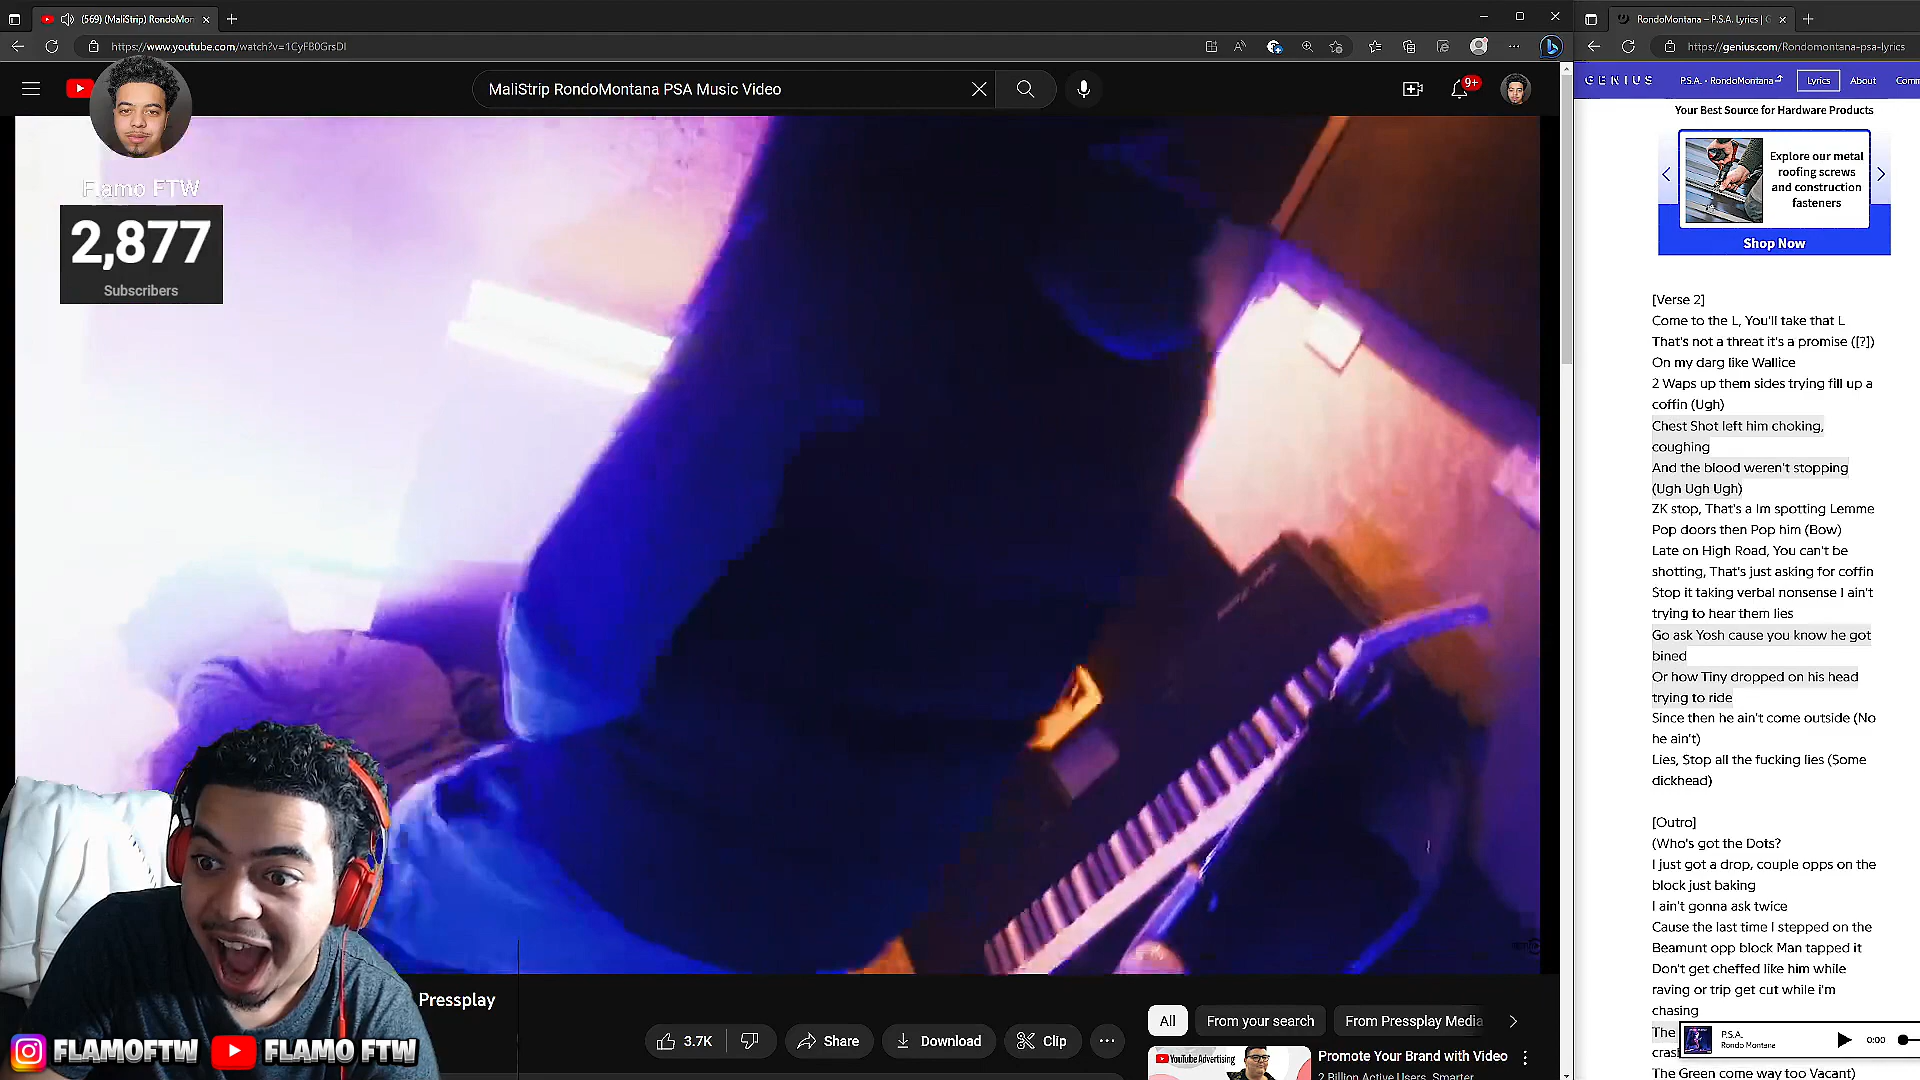 (569) (MaliStrip) RondoMon
https://www.youtube.com/watch?v=1CyFB0GrsDI
MaliStrip RondoMontana PSA Music Video
9+
Flamo FTW
2,877
Subscribers
Pressplay
3.7K
Share
Download
Clip
All
From your search
From Pressplay Media
YouTube Advertising
Promote Your Brand with Video
2 Billion Active Users. Smarter
FLAMOFTW
FLAMO FTW
RondoMontana – P.S.A. Lyrics | G
https://genius.com/Rondomontana-psa-lyrics
GENIUS
P.S.A. • RondoMontana
Lyrics
About
Comm
Your Best Source for Hardware Products
Explore our metal
roofing screws
and construction
fasteners
Shop Now
[Verse 2]
Come to the L, You'll take that L
That's not a threat it's a promise ([?])
On my darg like Wallice
2 Waps up them sides trying fill up a
coffin (Ugh)
Chest Shot left him choking,
coughing
And the blood weren't stopping
(Ugh Ugh Ugh)
ZK stop, That's a Im spotting Lemme
Pop doors then Pop him (Bow)
Late on High Road, You can't be
shotting, That's just asking for coffin
Stop it taking verbal nonsense I ain't
trying to hear them lies
Go ask Yosh cause you know he got
bined
Or how Tiny dropped on his head
trying to ride
Since then he ain't come outside (No
he ain't)
Lies, Stop all the fucking lies (Some
dickhead)
[Outro]
(Who's got the Dots?
I just got a drop, couple opps on the
block just baking
I ain't gonna ask twice
Cause the last time I stepped on the
Beamunt opp block Man tapped it
Don't get cheffed like him while
raving or trip get cut while i'm
chasing
The
cras
The Green come way too Vacant)
P.S.A.
Rondo Montana
0:00